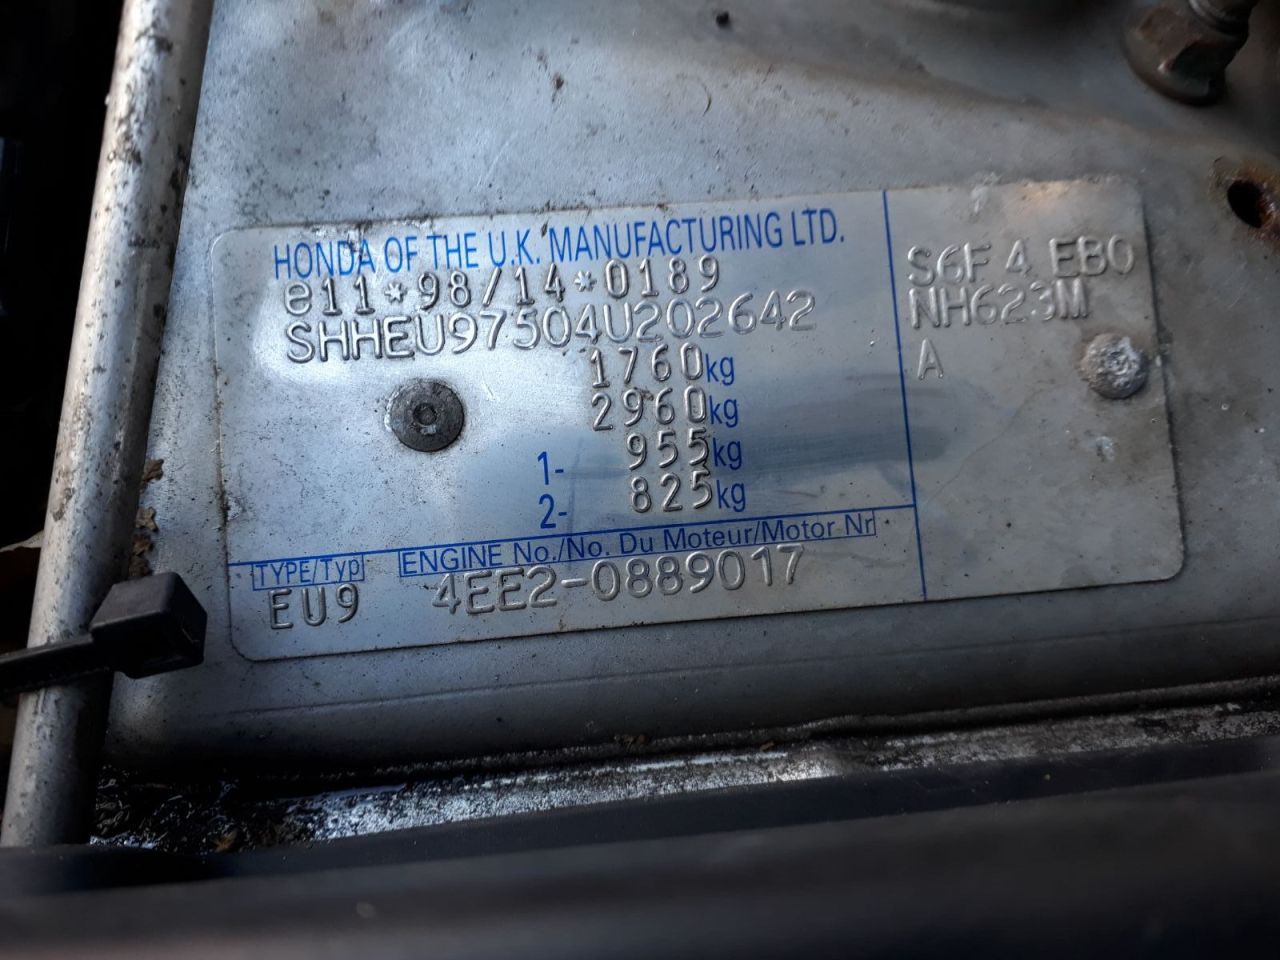 HONDA OF THE U.K. MANUFACTURING LTD.
e11*98/14*0189
SHHEU97504U202642
1760kg
2960kg
1- 955kg
2- 825kg
TYPE/Typ
ENGINE No./No. Du Moteur/Motor Nr
EU9
4EE2-0889017
S6F 4 EB0
NH623M
A